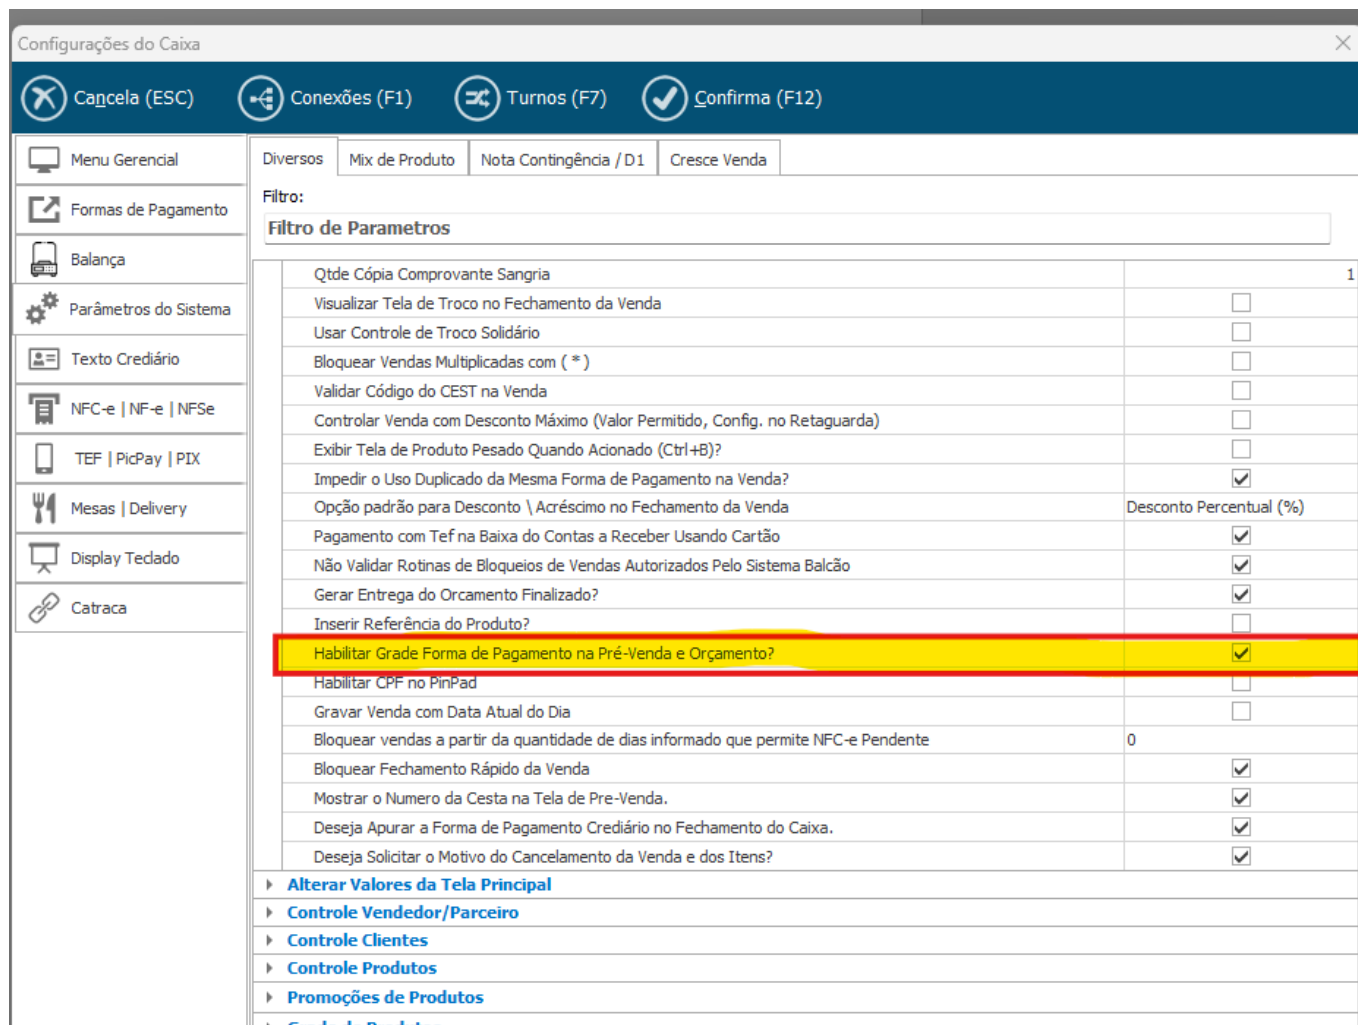 Configurações do Caixa
Cancela (ESC)
Conexões (F1)
Turnos (F7)
Confirma (F12)
Menu Gerencial
Formas de Pagamento
Balança
Parâmetros do Sistema
Texto Crediário
NFC-e | NF-e | NFSe
TEF | PicPay | PIX
Mesas | Delivery
Display Teclado
Catraca
Diversos
Mix de Produto
Nota Contingência / D1
Cresce Venda
Filtro:
Filtro de Parametros
Qtde Cópia Comprovante Sangria 1
Visualizar Tela de Troco no Fechamento da Venda
Usar Controle de Troco Solidário
Bloquear Vendas Multiplicadas com ( * )
Validar Código do CEST na Venda
Controlar Venda com Desconto Máximo (Valor Permitido, Config. no Retaguarda)
Exibir Tela de Produto Pesado Quando Acionado (Ctrl+B)?
Impedir o Uso Duplicado da Mesma Forma de Pagamento na Venda?
Opção padrão para Desconto \ Acréscimo no Fechamento da Venda Desconto Percentual (%)
Pagamento com Tef na Baixa do Contas a Receber Usando Cartão
Não Validar Rotinas de Bloqueios de Vendas Autorizados Pelo Sistema Balcão
Gerar Entrega do Orcamento Finalizado?
Inserir Referência do Produto?
Habilitar Grade Forma de Pagamento na Pré-Venda e Orçamento?
Habilitar CPF no PinPad
Gravar Venda com Data Atual do Dia
Bloquear vendas a partir da quantidade de dias informado que permite NFC-e Pendente 0
Bloquear Fechamento Rápido da Venda
Mostrar o Numero da Cesta na Tela de Pre-Venda.
Deseja Apurar a Forma de Pagamento Crediário no Fechamento do Caixa.
Deseja Solicitar o Motivo do Cancelamento da Venda e dos Itens?
Alterar Valores da Tela Principal
Controle Vendedor/Parceiro
Controle Clientes
Controle Produtos
Promoções de Produtos